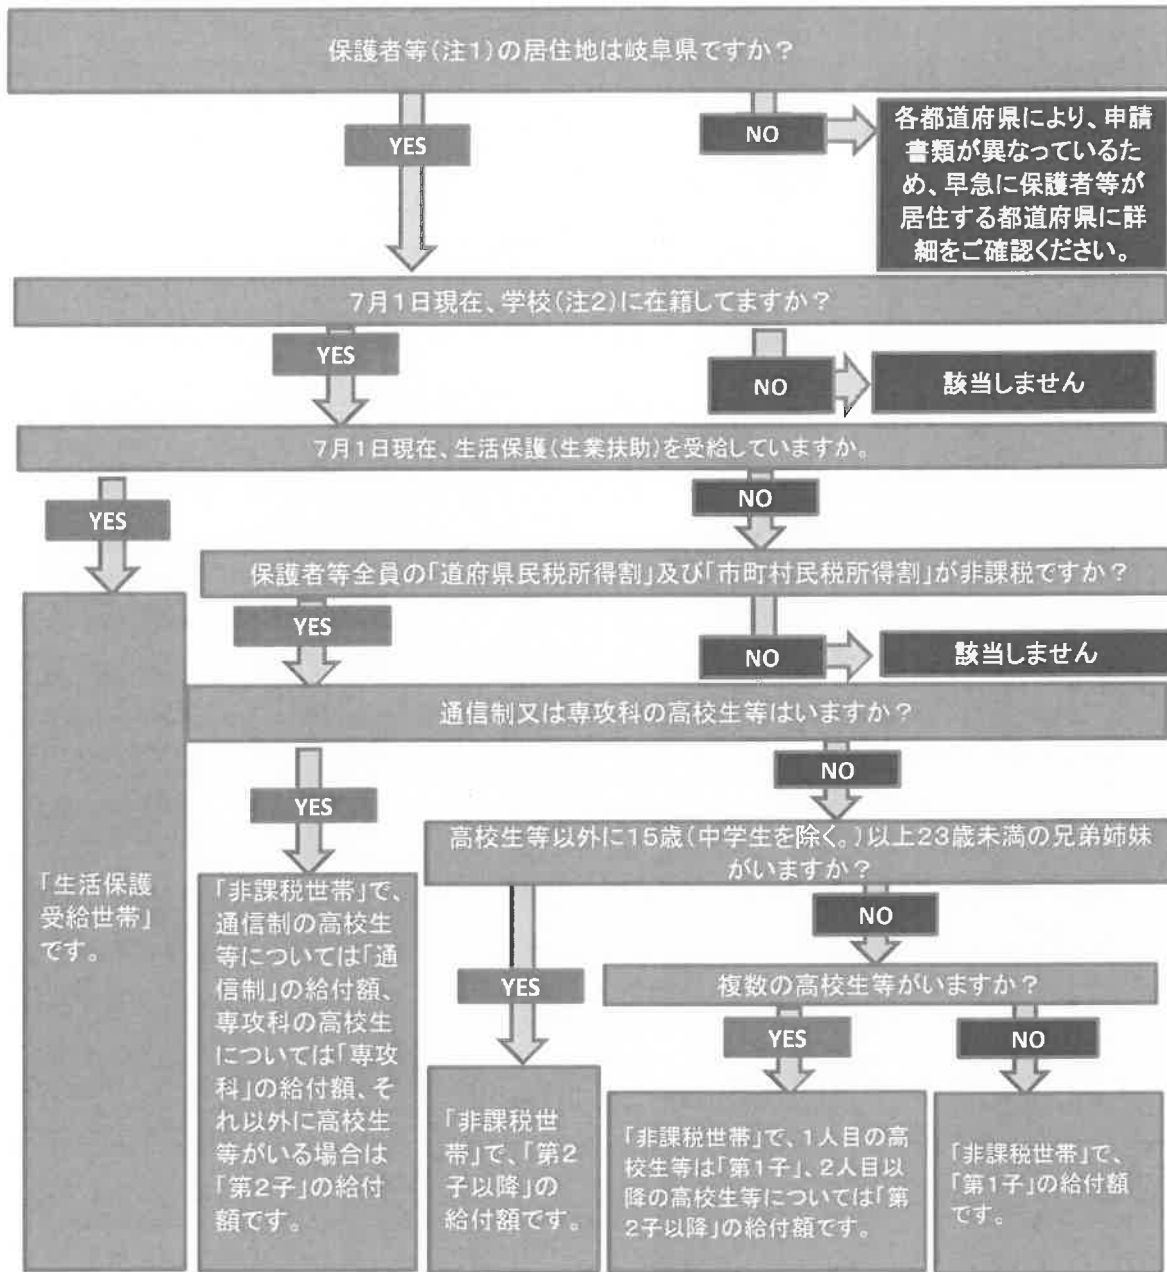 保護者等(注1)の居住地は岐阜県ですか?
YES
NO
各都道府県により、申請
書類が異なっているた
め、早急に保護者等が
居住する都道府県に詳
細をご確認ください。
7月1日現在、学校(注2)に在籍してますか?
YES
NO
該当しません
7月1日現在、生活保護(生業扶助)を受給していますか。
YES
NO
保護者等全員の「道府県民税所得割」及び「市町村民税所得割」が非課税ですか?
YES
NO
該当しません
通信制又は専攻科の高校生等はいますか?
YES
NO
高校生等以外に15歳(中学生を除く。)以上23歳未満の兄弟姉妹
がいますか?
YES
NO
複数の高校生等がいますか?
YES
NO
「生活保護
受給世帯」
です。
「非課税世帯」で、
通信制の高校生
等については「通
信制」の給付額、
専攻科の高校生
については「専攻
科」の給付額、そ
れ以外に高校生
等がいる場合は
「第2子」の給付
額です。
「非課税世
帯」で、「第2
子以降」の
給付額です。
「非課税世帯」で、1人目の高
校生等は「第1子」、2人目以
降の高校生等については「第
2子以降」の給付額です。
「非課税世帯」で、
「第1子」の給付額
です。